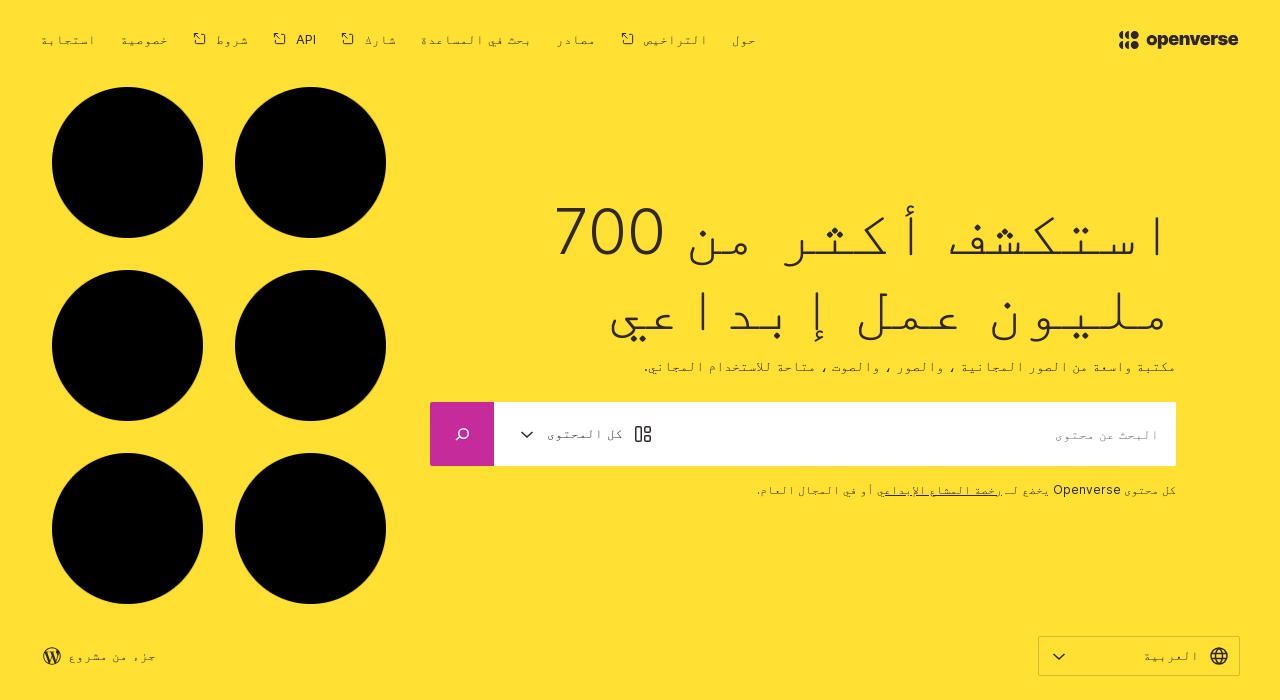 openverse
حول
التراخيص
مصادر
بحث في المساعدة
شارك
API
شروط
خصوصية
استجابة
استكشف أكثر من 700
مليون عمل إبداعي
مكتبة واسعة من الصور المجانية ، والصور ، والصوت ، متاحة للاستخدام المجاني.
البحث عن محتوى
كل المحتوى
كل محتوى Openverse يخضع لـ رخصة المشاع الإبداعي أو في المجال العام.
العربية
جزء من مشروع